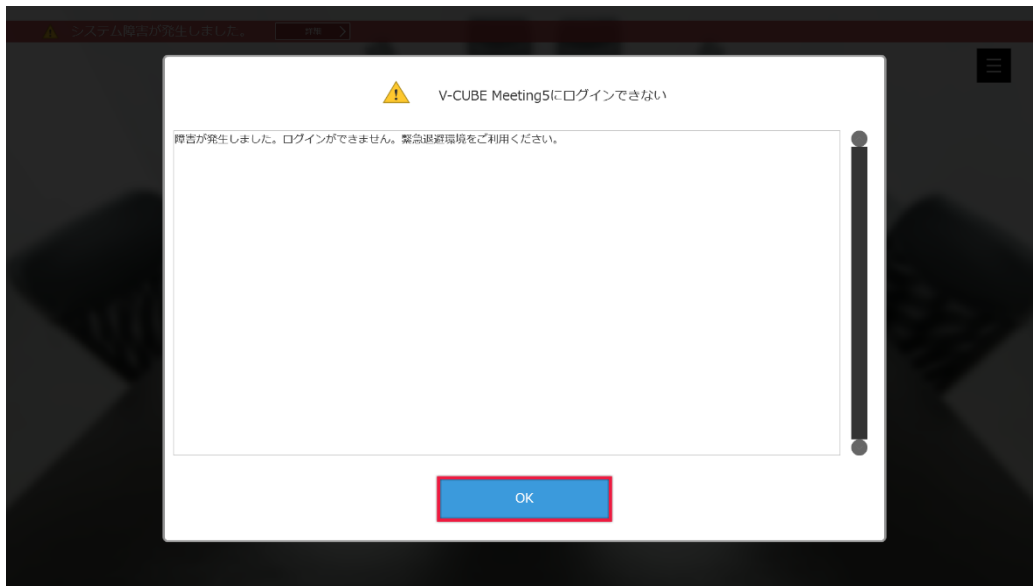 システム障害が発生しました。
V-CUBE Meeting5にログインできない
障害が発生しました。ログインができません。緊急退避環境をご利用ください。
OK